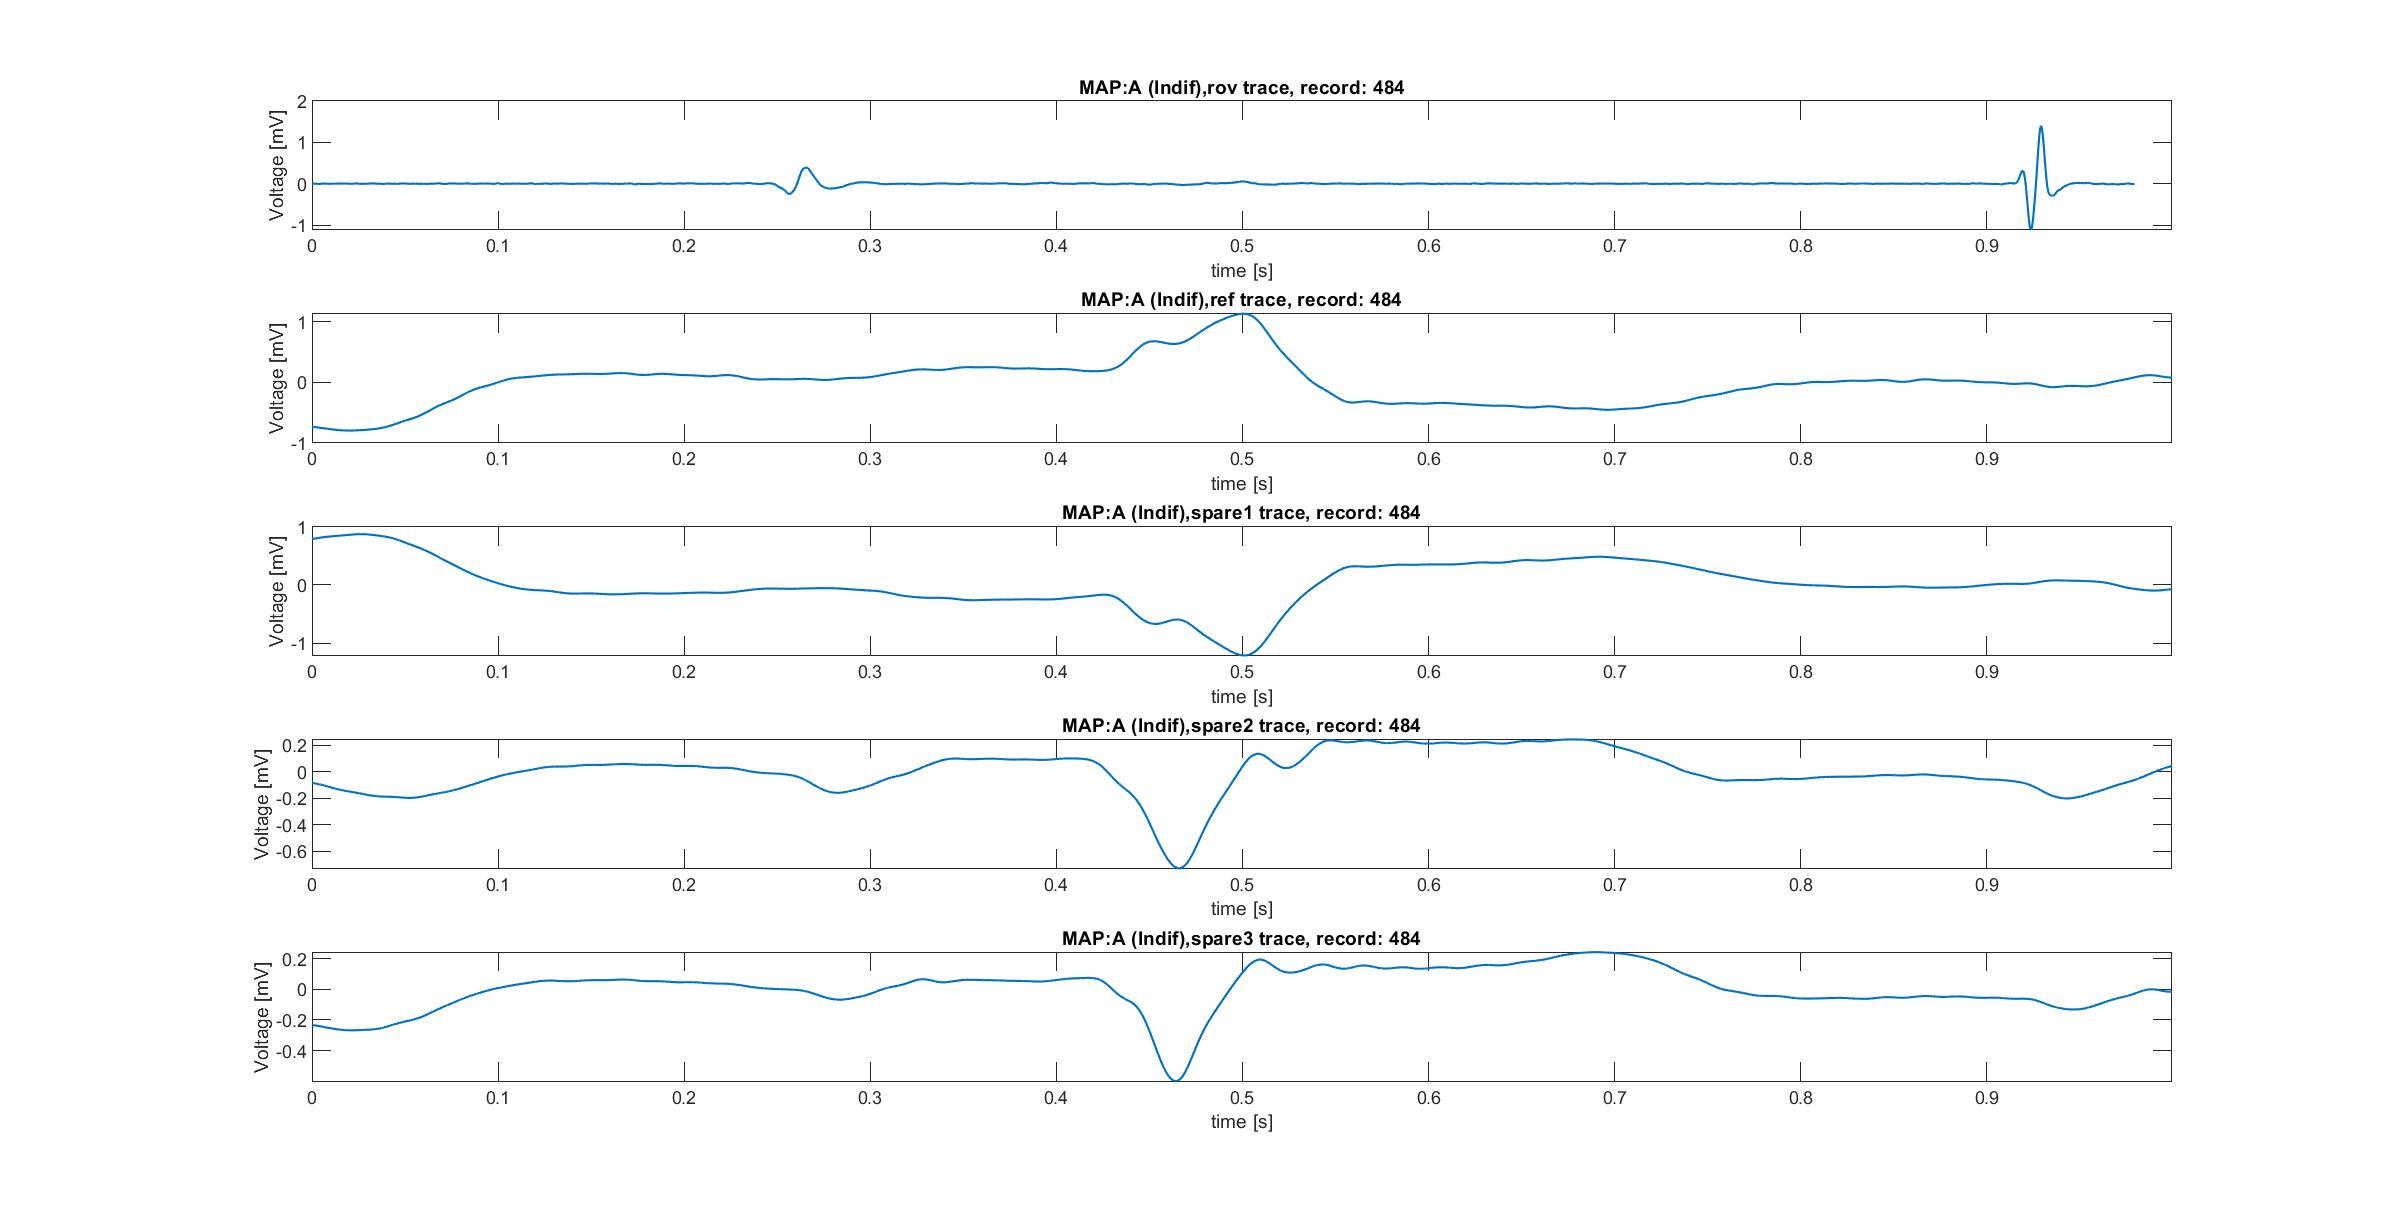 MAP:A (Indif),rov trace, record: 484
Voltage [mV]
2
1
0
-1
0 0.1 0.2 0.3 0.4 0.5 0.6 0.7 0.8 0.9
time [s]
MAP:A (Indif),ref trace, record: 484
Voltage [mV]
1
0
-1
0 0.1 0.2 0.3 0.4 0.5 0.6 0.7 0.8 0.9
time [s]
MAP:A (Indif),spare1 trace, record: 484
Voltage [mV]
1
0
-1
0 0.1 0.2 0.3 0.4 0.5 0.6 0.7 0.8 0.9
time [s]
MAP:A (Indif),spare2 trace, record: 484
Voltage [mV]
0.2
0
-0.2
-0.4
-0.6
0 0.1 0.2 0.3 0.4 0.5 0.6 0.7 0.8 0.9
time [s]
MAP:A (Indif),spare3 trace, record: 484
Voltage [mV]
0.2
0
-0.2
-0.4
0 0.1 0.2 0.3 0.4 0.5 0.6 0.7 0.8 0.9
time [s]